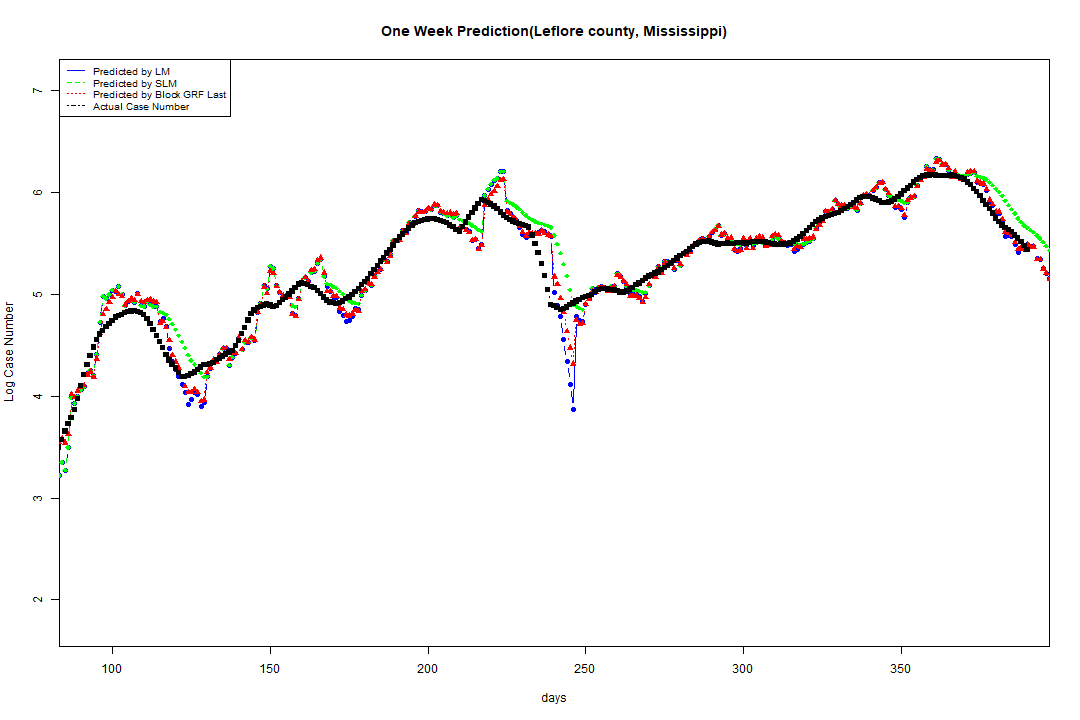 One Week Prediction(Leflore county, Mississippi)
Predicted by LM
Predicted by SLM
Predicted by Block GRF Last
Actual Case Number
7
6
5
4
3
2
Log Case Number
100 150 200 250 300 350
days